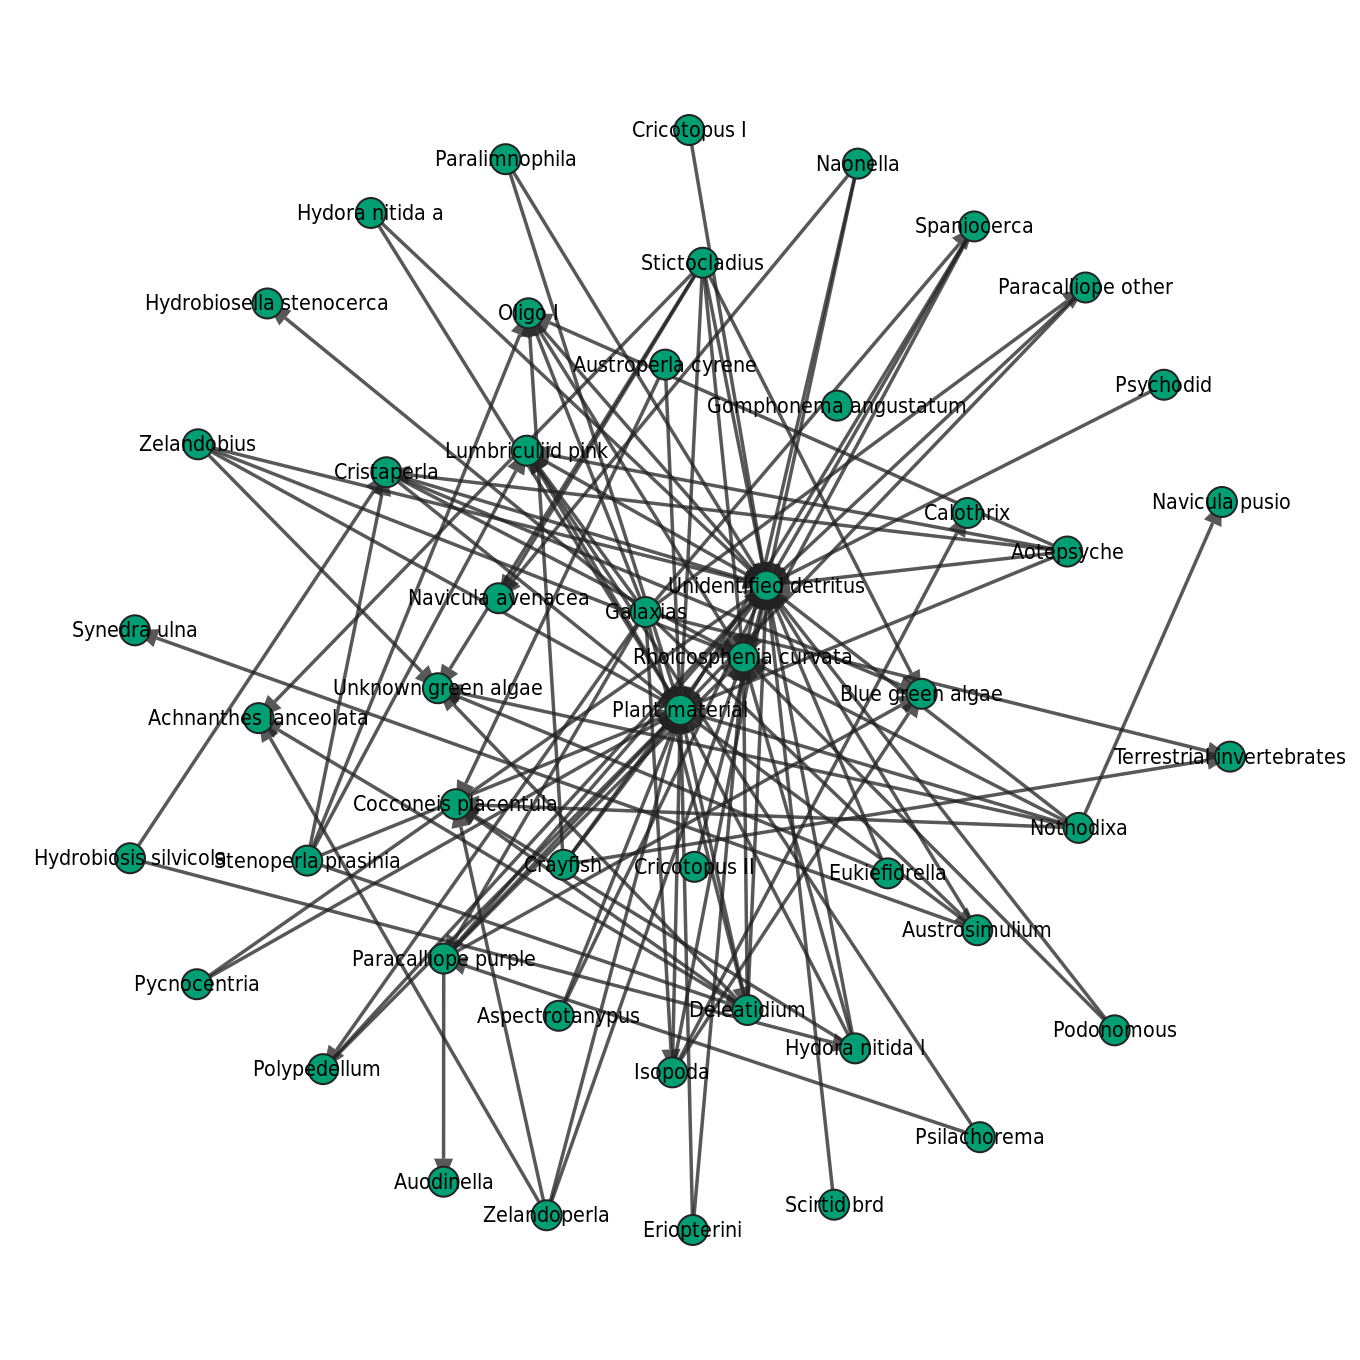 Cricotopus I
Paralimnophila
Naonella
Hydora nitida a
Spaniocerca
Stictocladius
Paracalliope other
Hydrobiosella stenocerca
Oligo I
Austroperla cyrene
Psychodid
Gomphonema angustatum
Zelandobius
Lumbriculiid pink
Cristaperla
Navicula pusio
Calothrix
Aotepsyche
Unidentified detritus
Navicula avenacea
Galaxias
Synedra ulna
Rhoicosphenia curvata
Unknown green algae
Blue green algae
Plant material
Achnanthes lanceolata
Terrestrial invertebrates
Cocconeis placentula
Nothodixa
Hydrobiosis silvicola
Stenoperla prasinia
Crayfish
Cricotopus II
Eukiefidrella
Austrosimulium
Paracalliope purple
Pycnocentria
Deleatidium
Aspectrotanypus
Podonomous
Hydora nitida l
Polypedellum
Isopoda
Psilachorema
Auodinella
Scirtid brd
Zelandoperla
Eriopterini